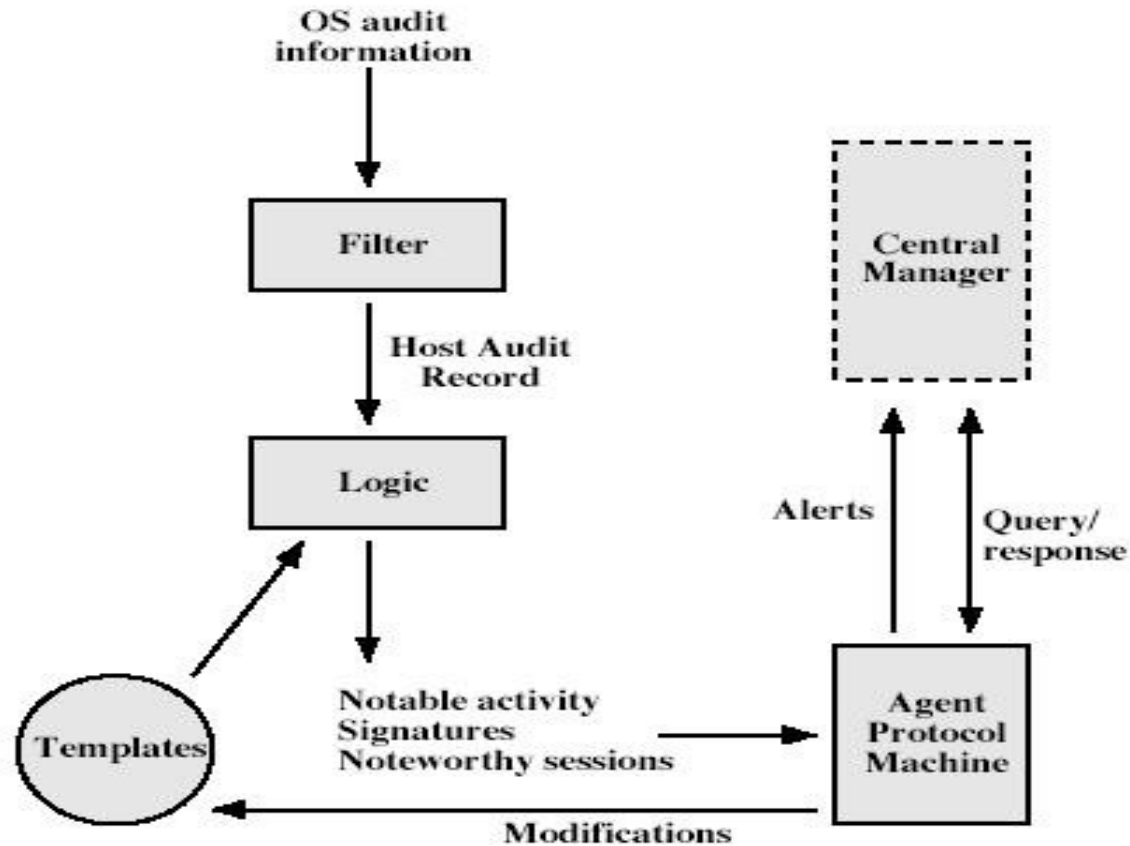 OS audit
information
Filter
Host Audit
Record
Logic
Templates
Notable activity
Signatures
Noteworthy sessions
Modifications
Central
Manager
Alerts
Query/
response
Agent
Protocol
Machine